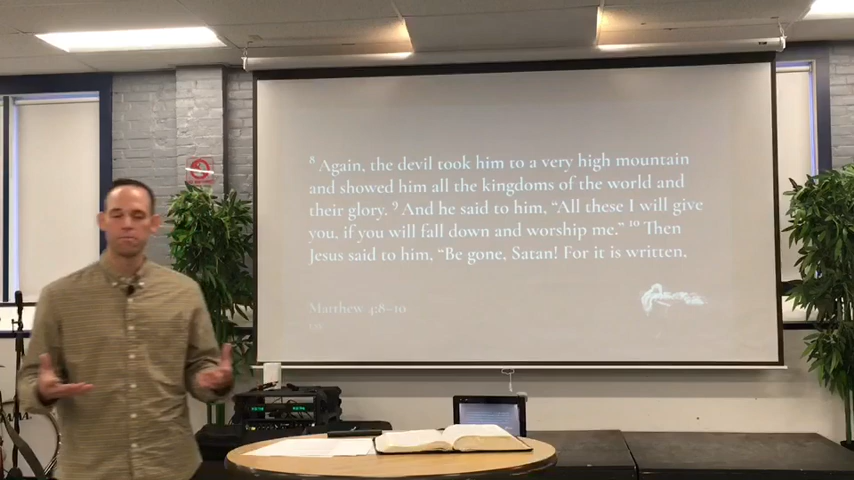 ⁸ Again, the devil took him to a very high mountain
and showed him all the kingdoms of the world and
their glory. ⁹ And he said to him, “All these I will give
you, if you will fall down and worship me.” ¹⁰ Then
Jesus said to him, “Be gone, Satan! For it is written,
Matthew 4:8–10